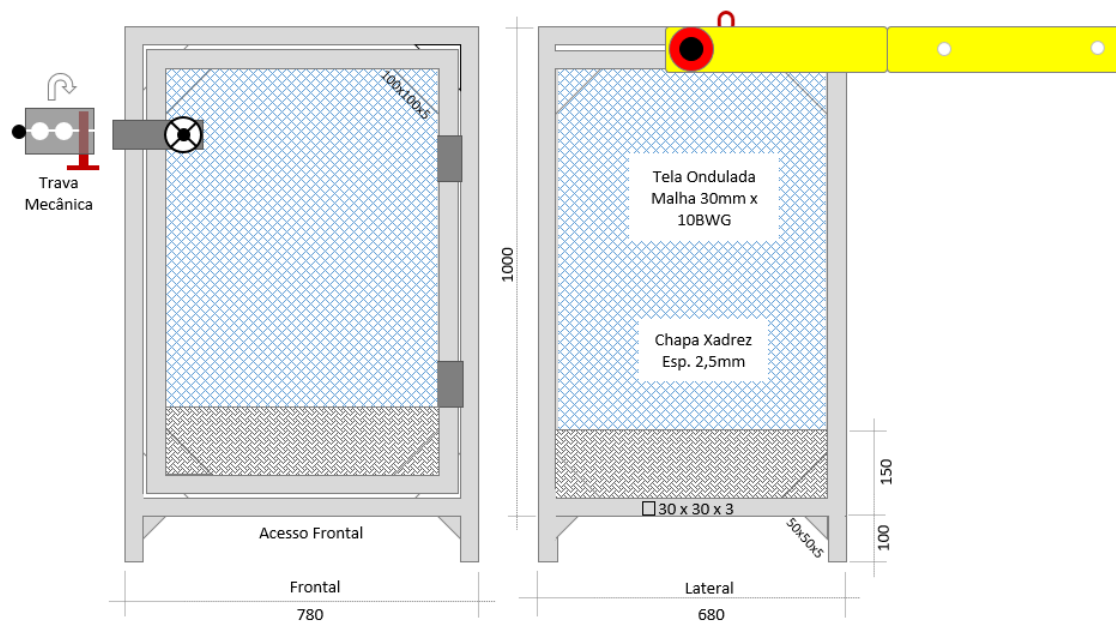 100x100x5
Trava
Mecânica
Tela Ondulada
Malha 30mm x
10BWG
1000
Chapa Xadrez
Esp. 2,5mm
150
30 x 30 x 3
50x50x5
100
Acesso Frontal
Frontal
780
Lateral
680